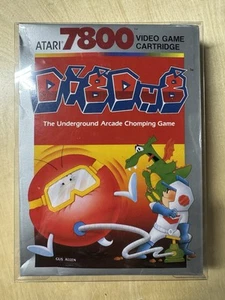 ATARI 7800 VIDEO GAME
CARTRIDGE
DIG DUG
The Underground Arcade Chomping Game